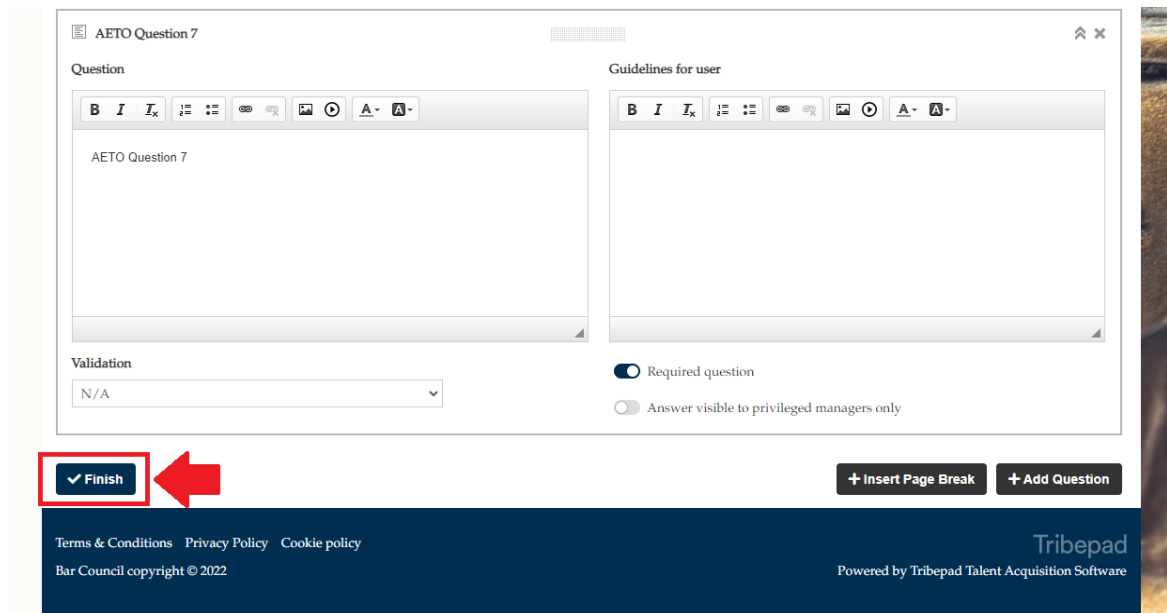 AETO Question 7
Question
Guidelines for user
B I Ix A A
B I Ix A A
AETO Question 7
Validation
N/A
Required question
Answer visible to privileged managers only
Finish
Insert Page Break
Add Question
Terms & Conditions Privacy Policy Cookie policy
Tribepad
Bar Council copyright © 2022
Powered by Tribepad Talent Acquisition Software